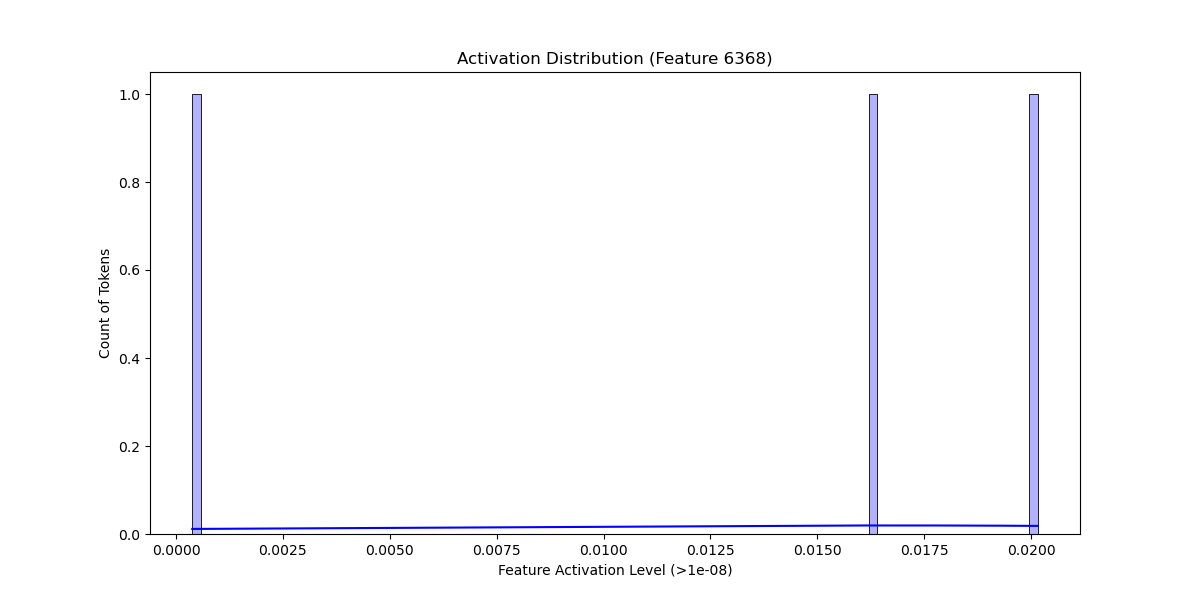 Activation Distribution (Feature 6368)
Count of Tokens
1.0
0.8
0.6
0.4
0.2
0.0
0.0000 0.0025 0.0050 0.0075 0.0100 0.0125 0.0150 0.0175 0.0200
Feature Activation Level (>1e-08)